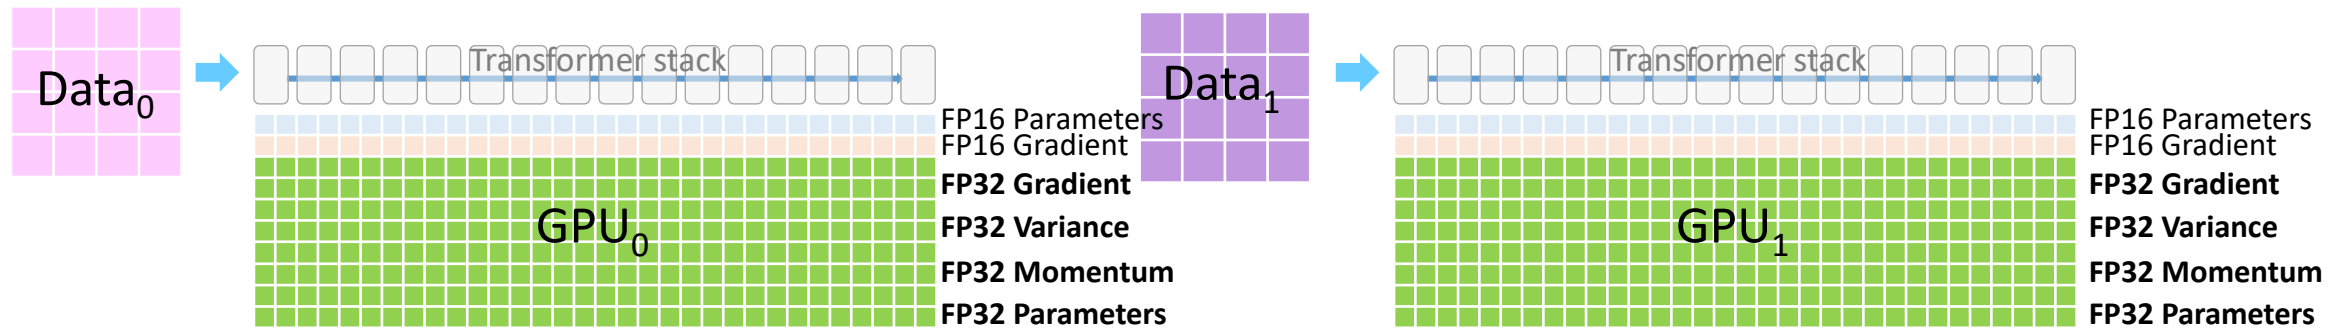 Data0
Transformer stack
FP16 Parameters
FP16 Gradient
FP32 Gradient
FP32 Variance
FP32 Momentum
FP32 Parameters
GPU0
Data1
Transformer stack
FP16 Parameters
FP16 Gradient
FP32 Gradient
FP32 Variance
FP32 Momentum
FP32 Parameters
GPU1